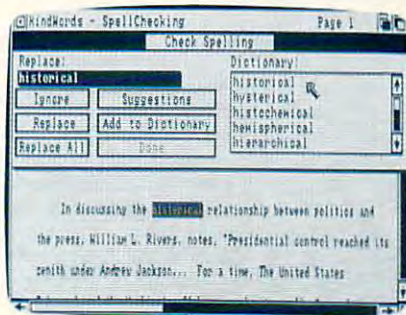 KindWords - SpellChecking Page 1
Check Spelling
Replace: Dictionary:
historical
historical
hysterical
histochemical
hemispherical
hierarchical
Ignore Suggestions
Replace Add to Dictionary
Replace All Done
In discussing the relationship between politics and
the press, William L. Rivers, notes, "Presidential control reached its
zenith under Andrew Jackson... For a time, The United States